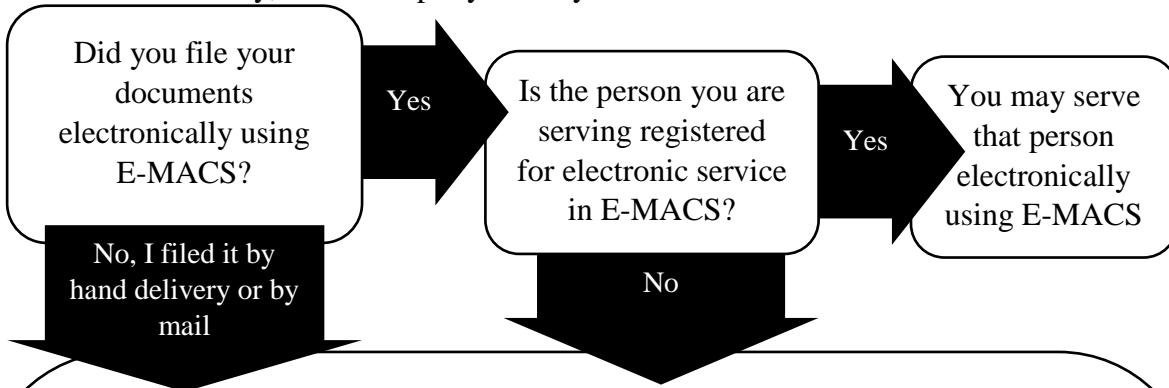 Did you file your
documents
electronically using
E-MACS?
Yes
Is the person you are
serving registered
for electronic service
in E-MACS?
Yes
You may serve
that person
electronically
using E-MACS
No, I filed it by
hand delivery or by
mail
No